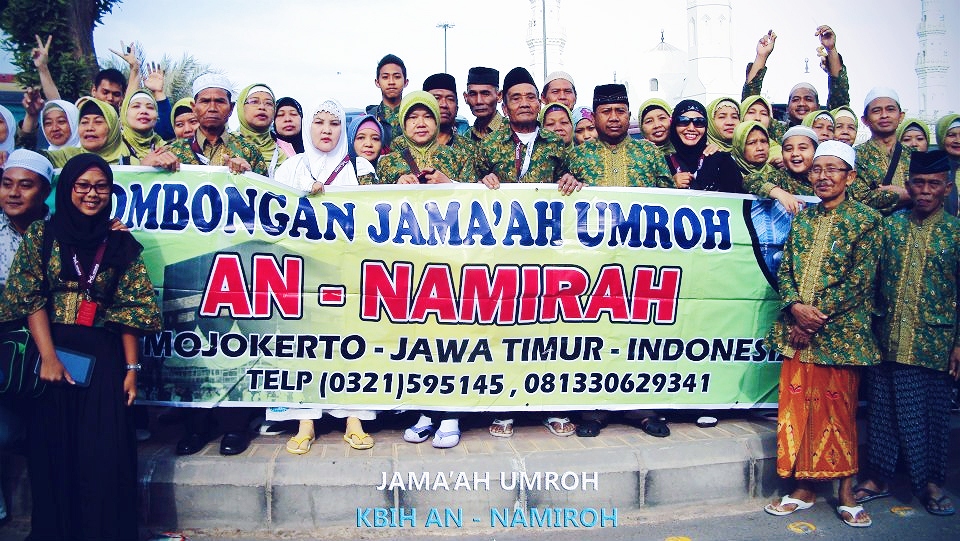 OMBONGAN JAMA'AH UMROH
AN - NAMIRAH
MOJOKERTO - JAWA TIMUR - INDONESIA
TELP (0321)595145, 081330629341
JAMA'AH UMROH
KBIH AN - NAMIROH